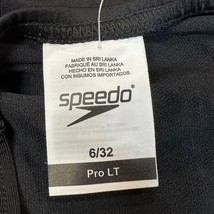 MADE IN SRI LANKA
FABRIQUÉ AU SRI LANKA
HECHO EN SRI LANKA
CON INSUMOS IMPORTADOS.
speedo
6/32
Pro LT